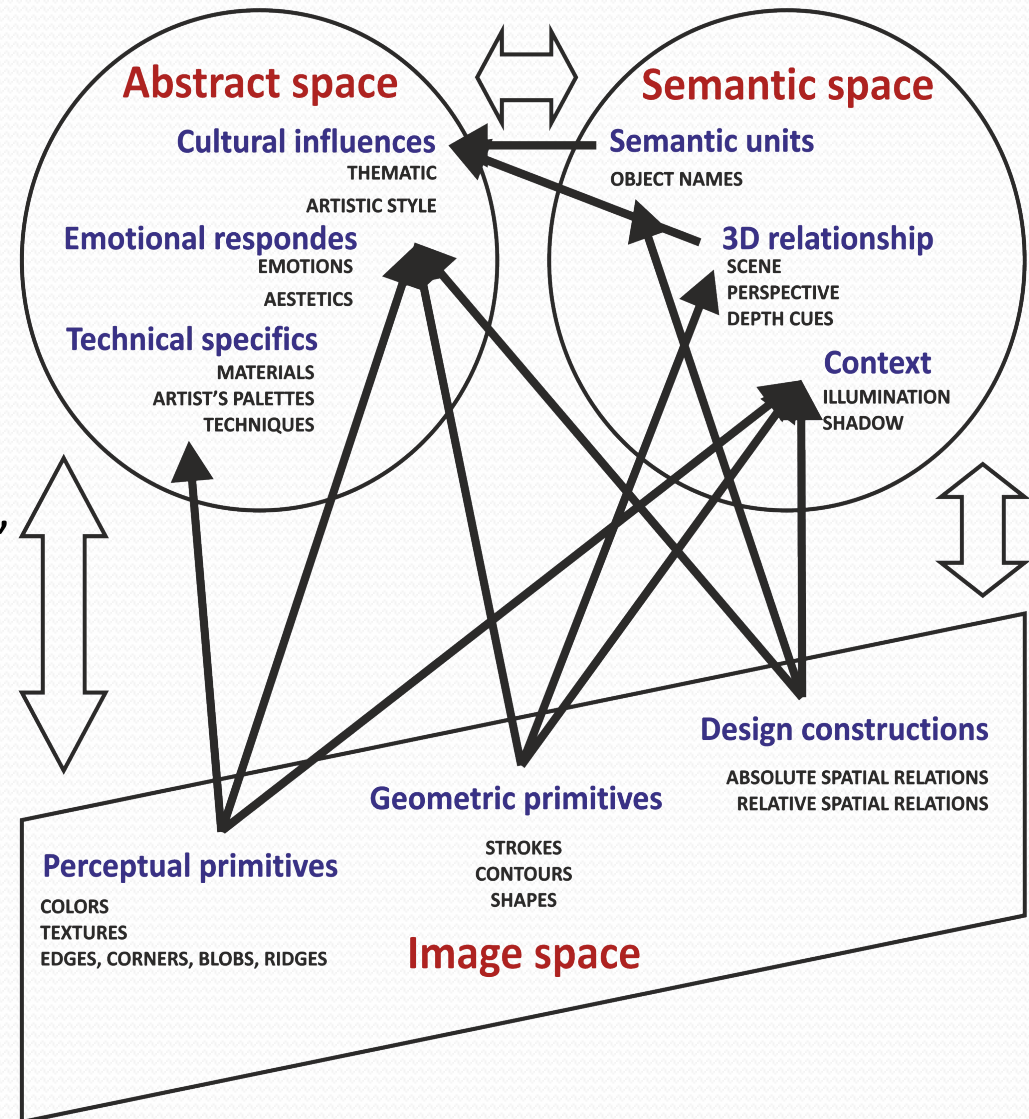 Abstract space
Cultural influences
THEMATIC
ARTISTIC STYLE
Emotional respondes
EMOTIONS
AESTETICS
Technical specifics
MATERIALS
ARTIST'S PALETTES
TECHNIQUES
Semantic space
Semantic units
OBJECT NAMES
3D relationship
SCENE
PERSPECTIVE
DEPTH CUES
Context
ILLUMINATION
SHADOW
,
Design constructions
ABSOLUTE SPATIAL RELATIONS
RELATIVE SPATIAL RELATIONS
Geometric primitives
STROKES
CONTOURS
SHAPES
Perceptual primitives
COLORS
TEXTURES
EDGES, CORNERS, BLOBS, RIDGES
Image space